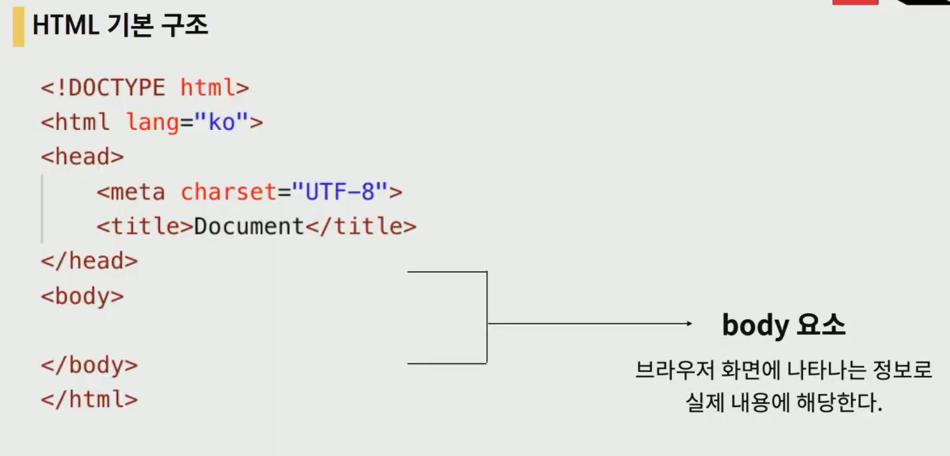 HTML 기본 구조
<!DOCTYPE html>
<html lang="ko">
<head>
    <meta charset="UTF-8">
    <title>Document</title>
</head>
<body>
</body>
</html>
body 요소
브라우저 화면에 나타나는 정보로
실제 내용에 해당한다.